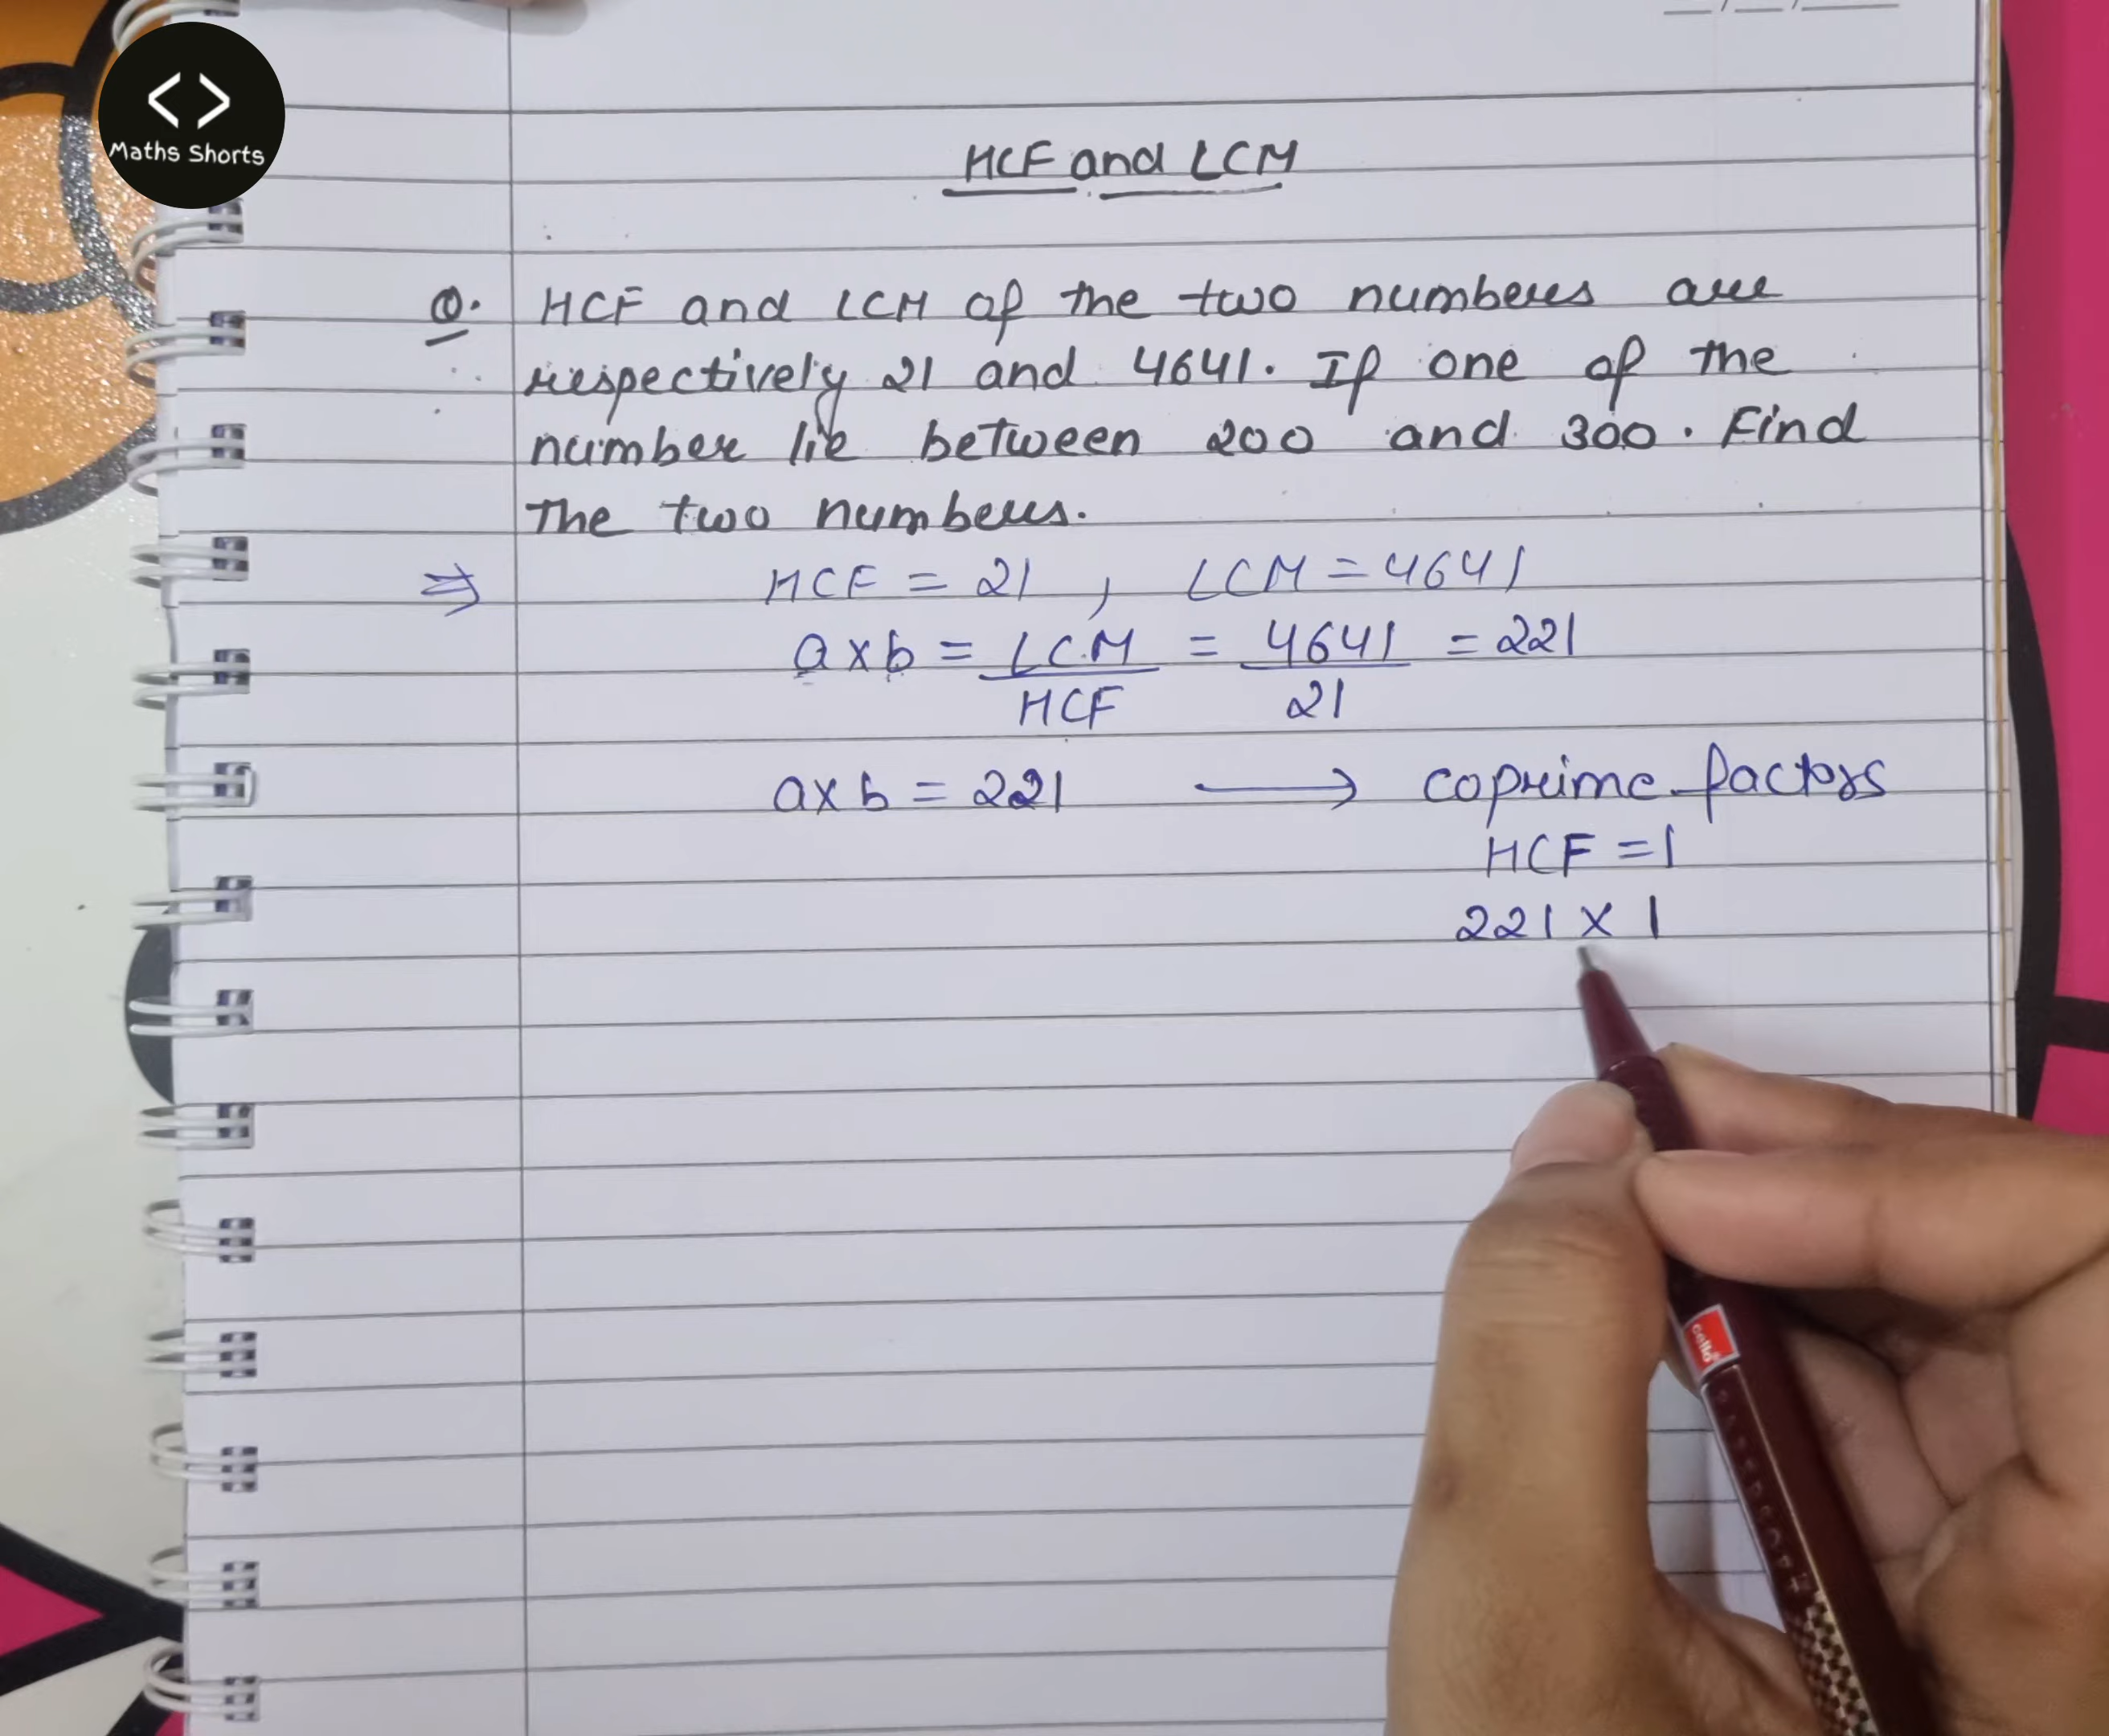 < >
Maths Shorts
HCF and LCM
Q. HCF and LCM of the two numbers are
respectively 21 and 4641. If one of the
number lie between 200 and 300. Find
the two numbers.
⇒ HCF = 21 , LCM = 4641
a x b = LCM/HCF = 4641/21 = 221
a x b = 221 → coprime factors
HCF = 1
221 x 1
cello